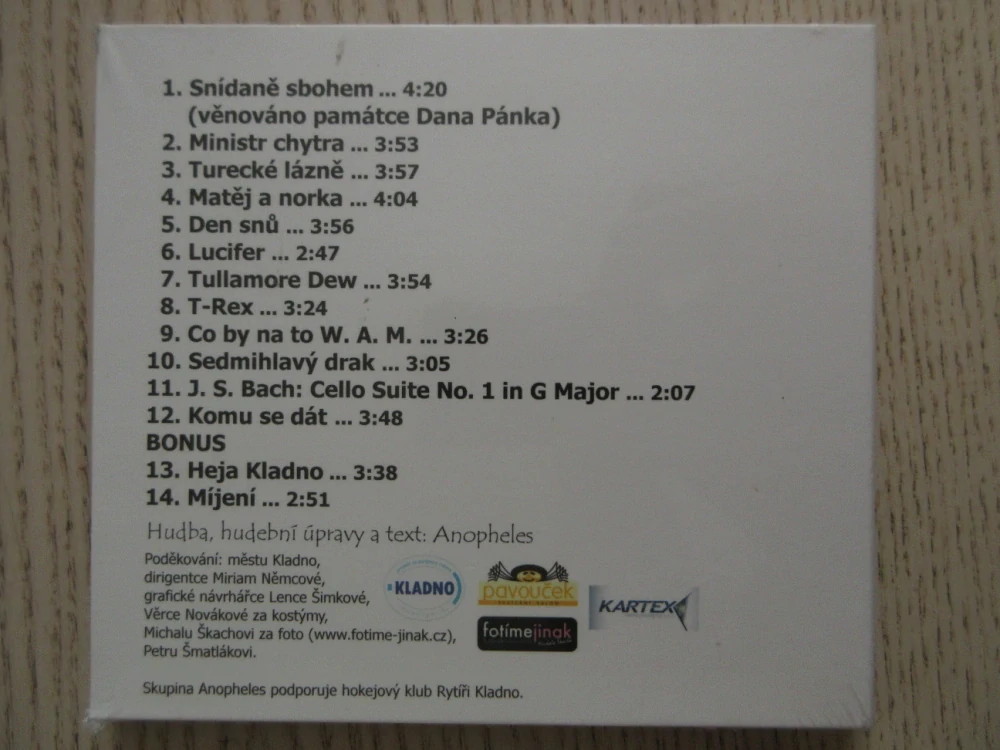 1. Snídaně sbohem ... 4:20
(věnováno památce Dana Pánka)
2. Ministr chytra ... 3:53
3. Turecké lázně ... 3:57
4. Matěj a norka ... 4:04
5. Den snů ... 3:56
6. Lucifer ... 2:47
7. Tullamore Dew ... 3:54
8. T-Rex ... 3:24
9. Co by na to W. A. M. ... 3:26
10. Sedmihlavý drak ... 3:05
11. J. S. Bach: Cello Suite No. 1 in G Major ... 2:07
12. Komu se dát ... 3:48
BONUS
13. Heja Kladno ... 3:38
14. Míjení ... 2:51
Hudba, hudební úpravy a text: Anopheles
Poděkování: městu Kladno,
dirigentce Miriam Němcové,
grafické návrhářce Lence Šimkové,
Věrce Novákové za kostýmy,
Michalu Škachovi za foto (www.fotime-jinak.cz),
Petru Šmatlákovi.
KLADNO
pavouček
KARTEX
fotímejinak
Skupina Anopheles podporuje hokejový klub Rytíři Kladno.